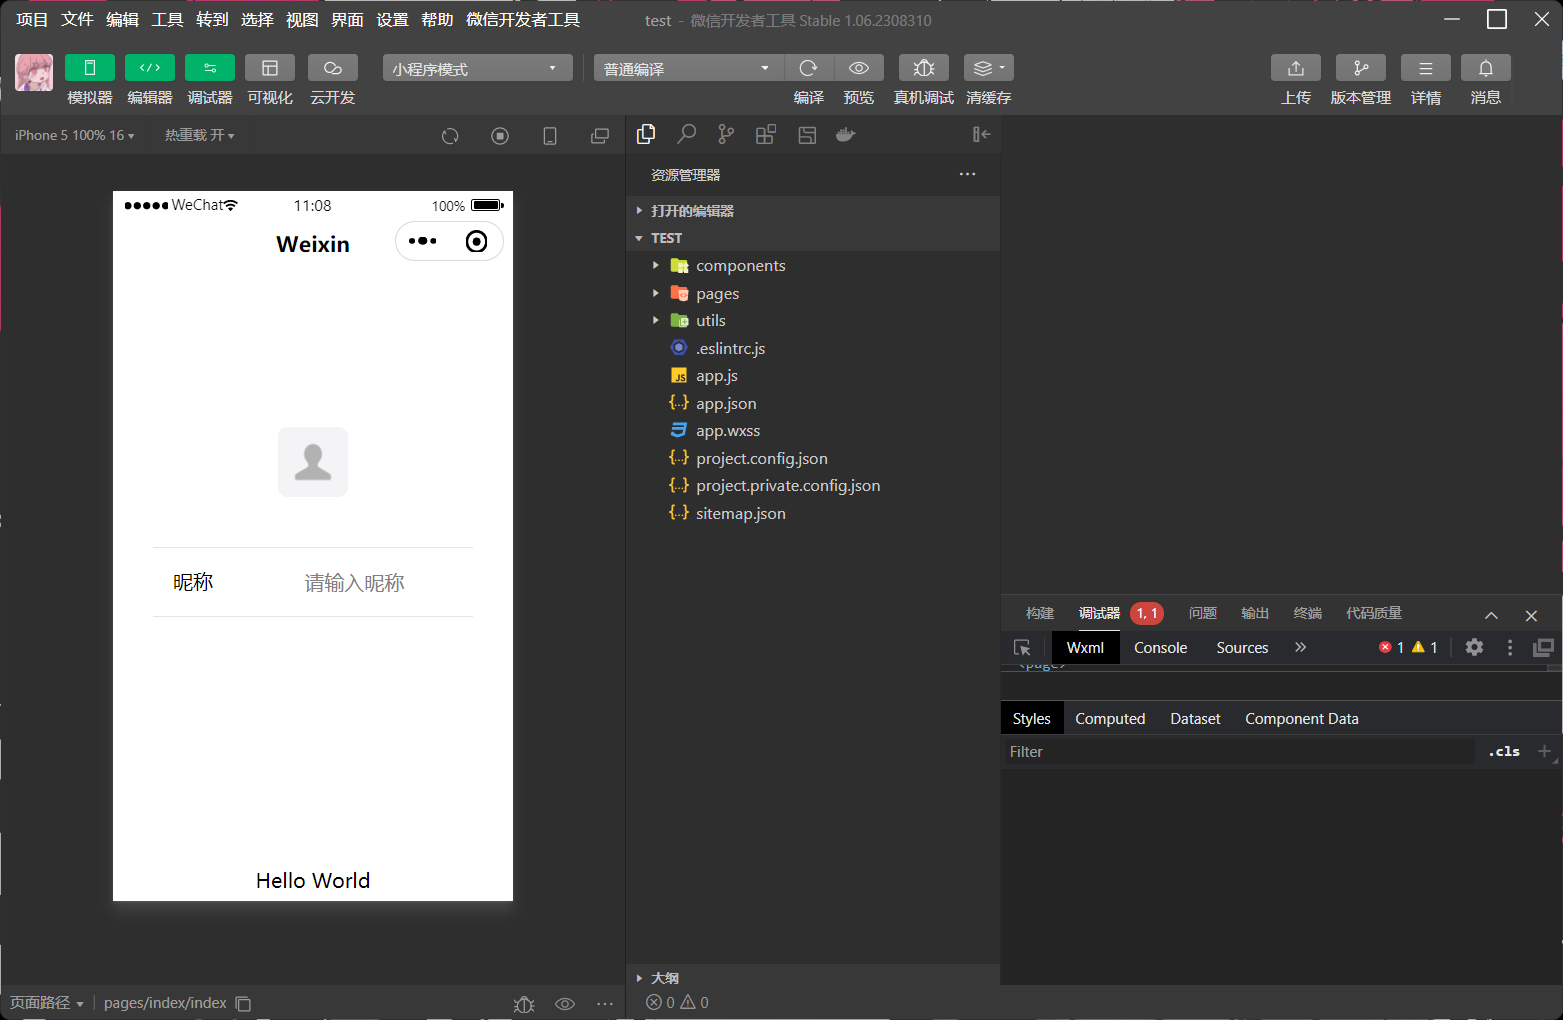 项目 文件 编辑 工具 转到 选择 视图 界面 设置 帮助 微信开发者工具
test - 微信开发者工具 Stable 1.06.2308310
小程序模式
普通编译
模拟器 编辑器 调试器 可视化 云开发
编译 预览 真机调试 清缓存
上传 版本管理 详情 消息
iPhone 5 100% 16
热重载 开
WeChat
11:08
100%
Weixin
昵称
请输入昵称
Hello World
页面路径
pages/index/index
资源管理器
打开的编辑器
TEST
components
pages
utils
.eslintrc.js
JS app.js
{..} app.json
app.wxss
{..} project.config.json
{..} project.private.config.json
{..} sitemap.json
大纲
0 0
构建 调试器 1, 1 问题 输出 终端 代码质量
Wxml Console Sources 1 1
<page>
Styles Computed Dataset Component Data
Filter
.cls